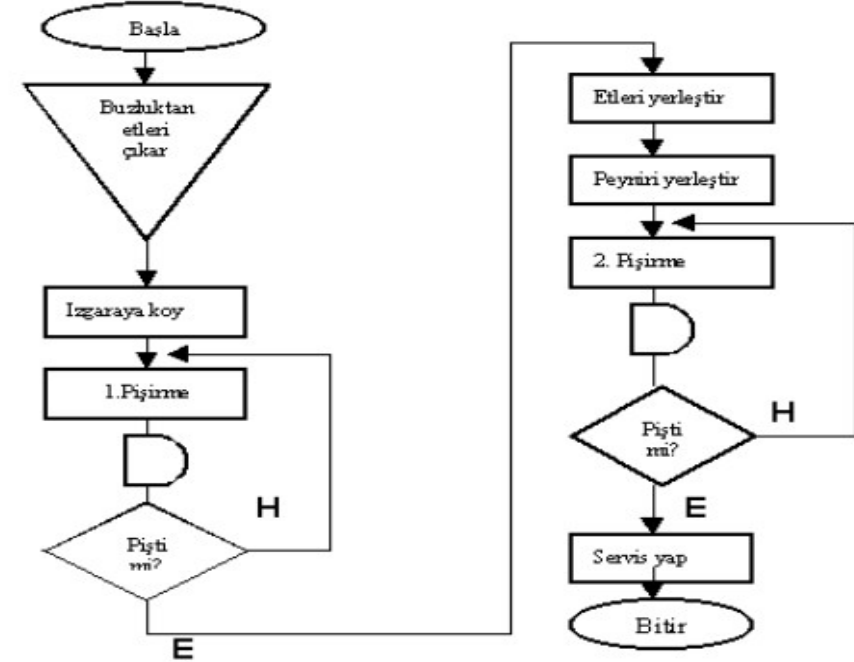 Başla
Buzluktan
etleri
çıkar
Izgaraya koy
1.Pişirme
H
Pişti
mi?
E
Etleri yerleştir
Peyniri yerleştir
2. Pişirme
H
Pişti
mi?
E
Servis yap
Bitir